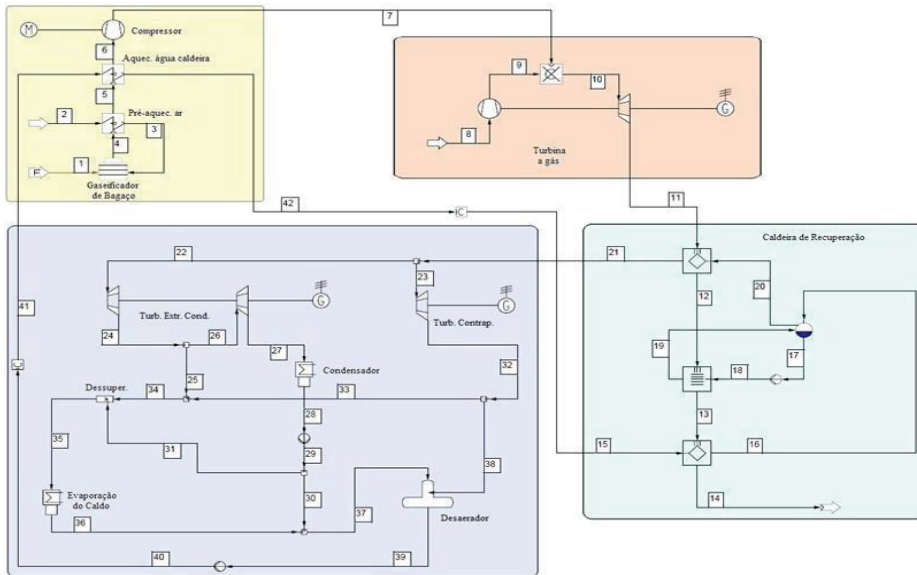 7
M
Compressor
6
Aquec. água caldeira
5
Pré-aquec. ar
2
3
4
1
F
Gaseificador
de Bagaço
9
10
8
G
Turbina
a gás
42
C
11
Caldeira de Recuperação
21
12
20
19
17
18
13
15
16
14
41
22
23
G
G
24
26
Turb. Extr. Cond.
27
Turb. Contrap.
Condensador
32
25
Dessuper.
34
33
28
35
31
29
38
30
37
Evaporação
do Caldo
36
Desaerador
40
39